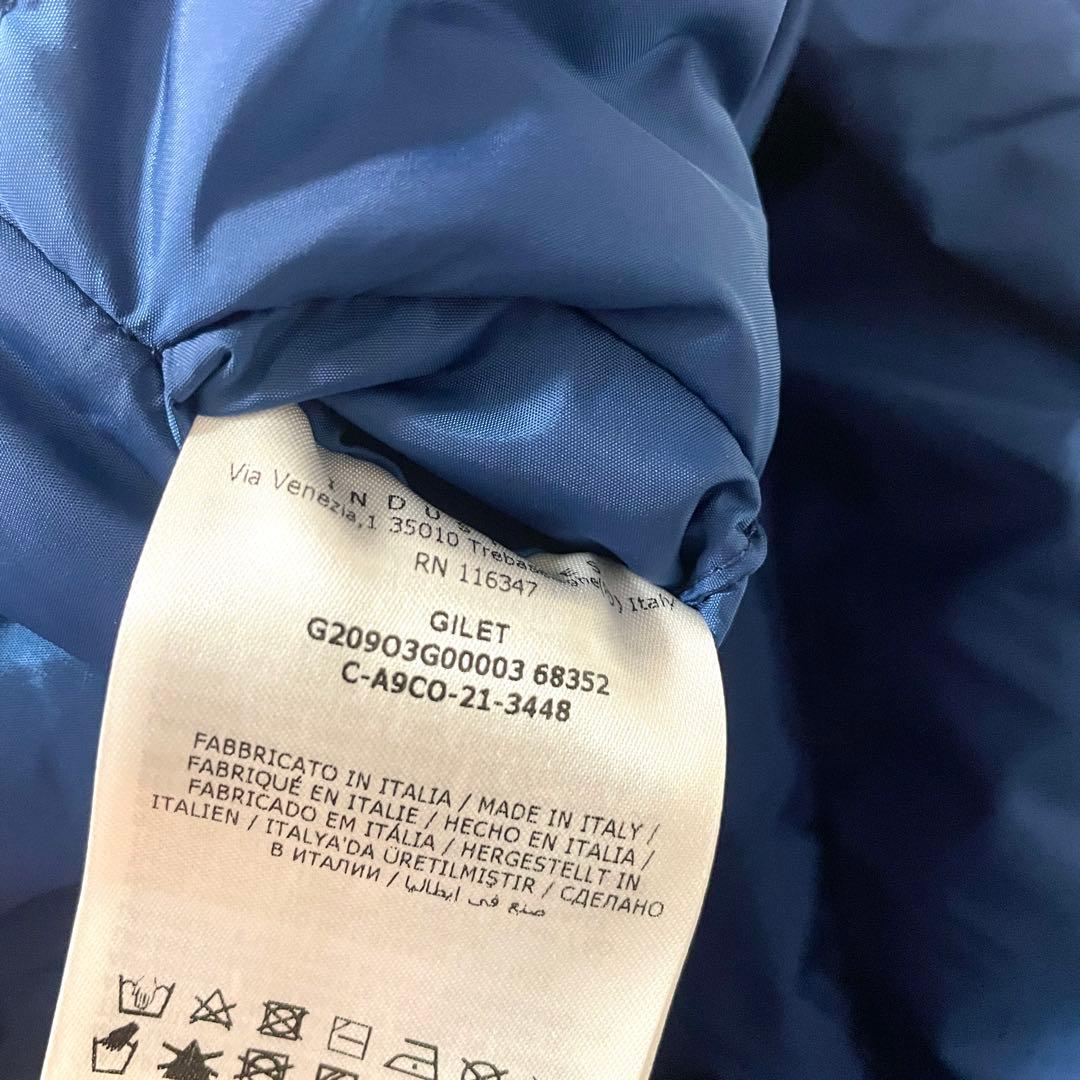 INDUS
Via Venezia,1 35010 Trebaseleghe(PD) Italy
RN 116347
GILET
G209O3G00003 68352
C-A9CO-21-3448
FABBRICATO IN ITALIA / MADE IN ITALY /
FABRIQUÉ EN ITALIE / HECHO EN ITALIA /
FABRICADO EM ITÁLIA / HERGESTELLT IN
ITALIEN / ITALYA'DA ÜRETILMIŞTIR / СДЕЛАНО
В ИТАЛИИ / صنع في ايطاليا